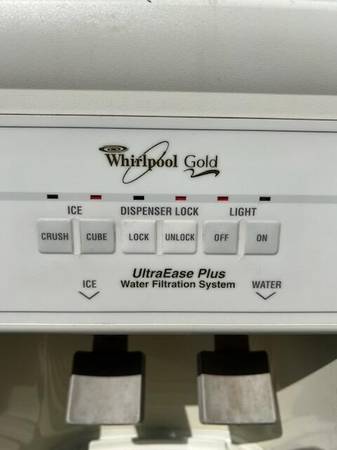 Whirlpool Gold
ICE DISPENSER LOCK LIGHT
CRUSH CUBE LOCK UNLOCK OFF ON
UltraEase Plus
ICE Water Filtration System WATER